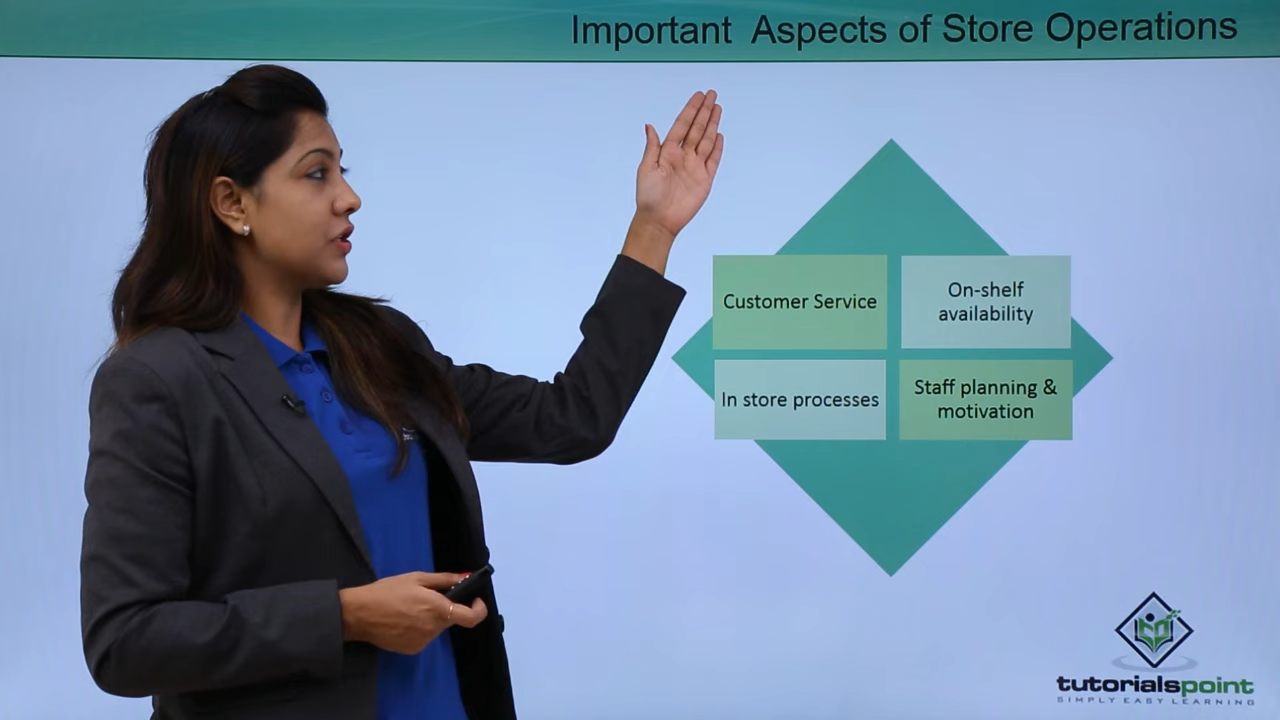 Important Aspects of Store Operations
Customer Service
On-shelf
availability
In store processes
Staff planning &
motivation
tutorialspoint
SIMPLY EASY LEARNING